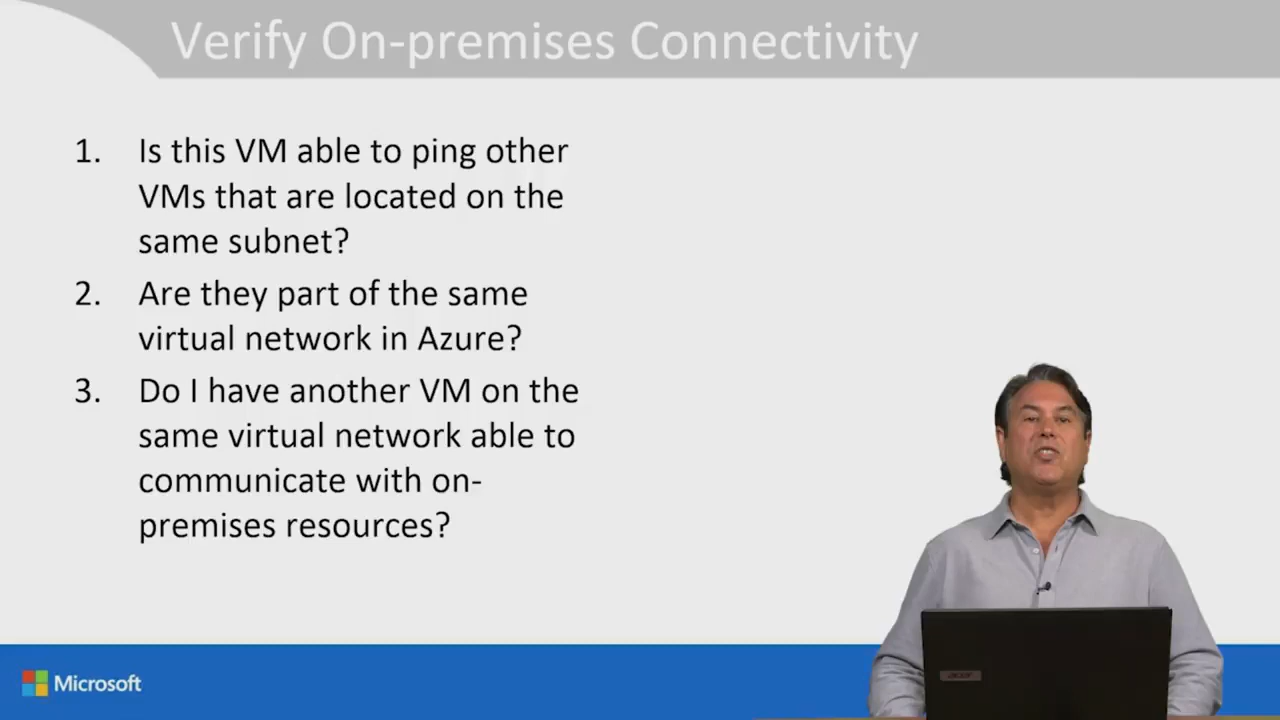 Verify On-premises Connectivity
1. Is this VM able to ping other
VMs that are located on the
same subnet?
2. Are they part of the same
virtual network in Azure?
3. Do I have another VM on the
same virtual network able to
communicate with on-
premises resources?
Microsoft
acer